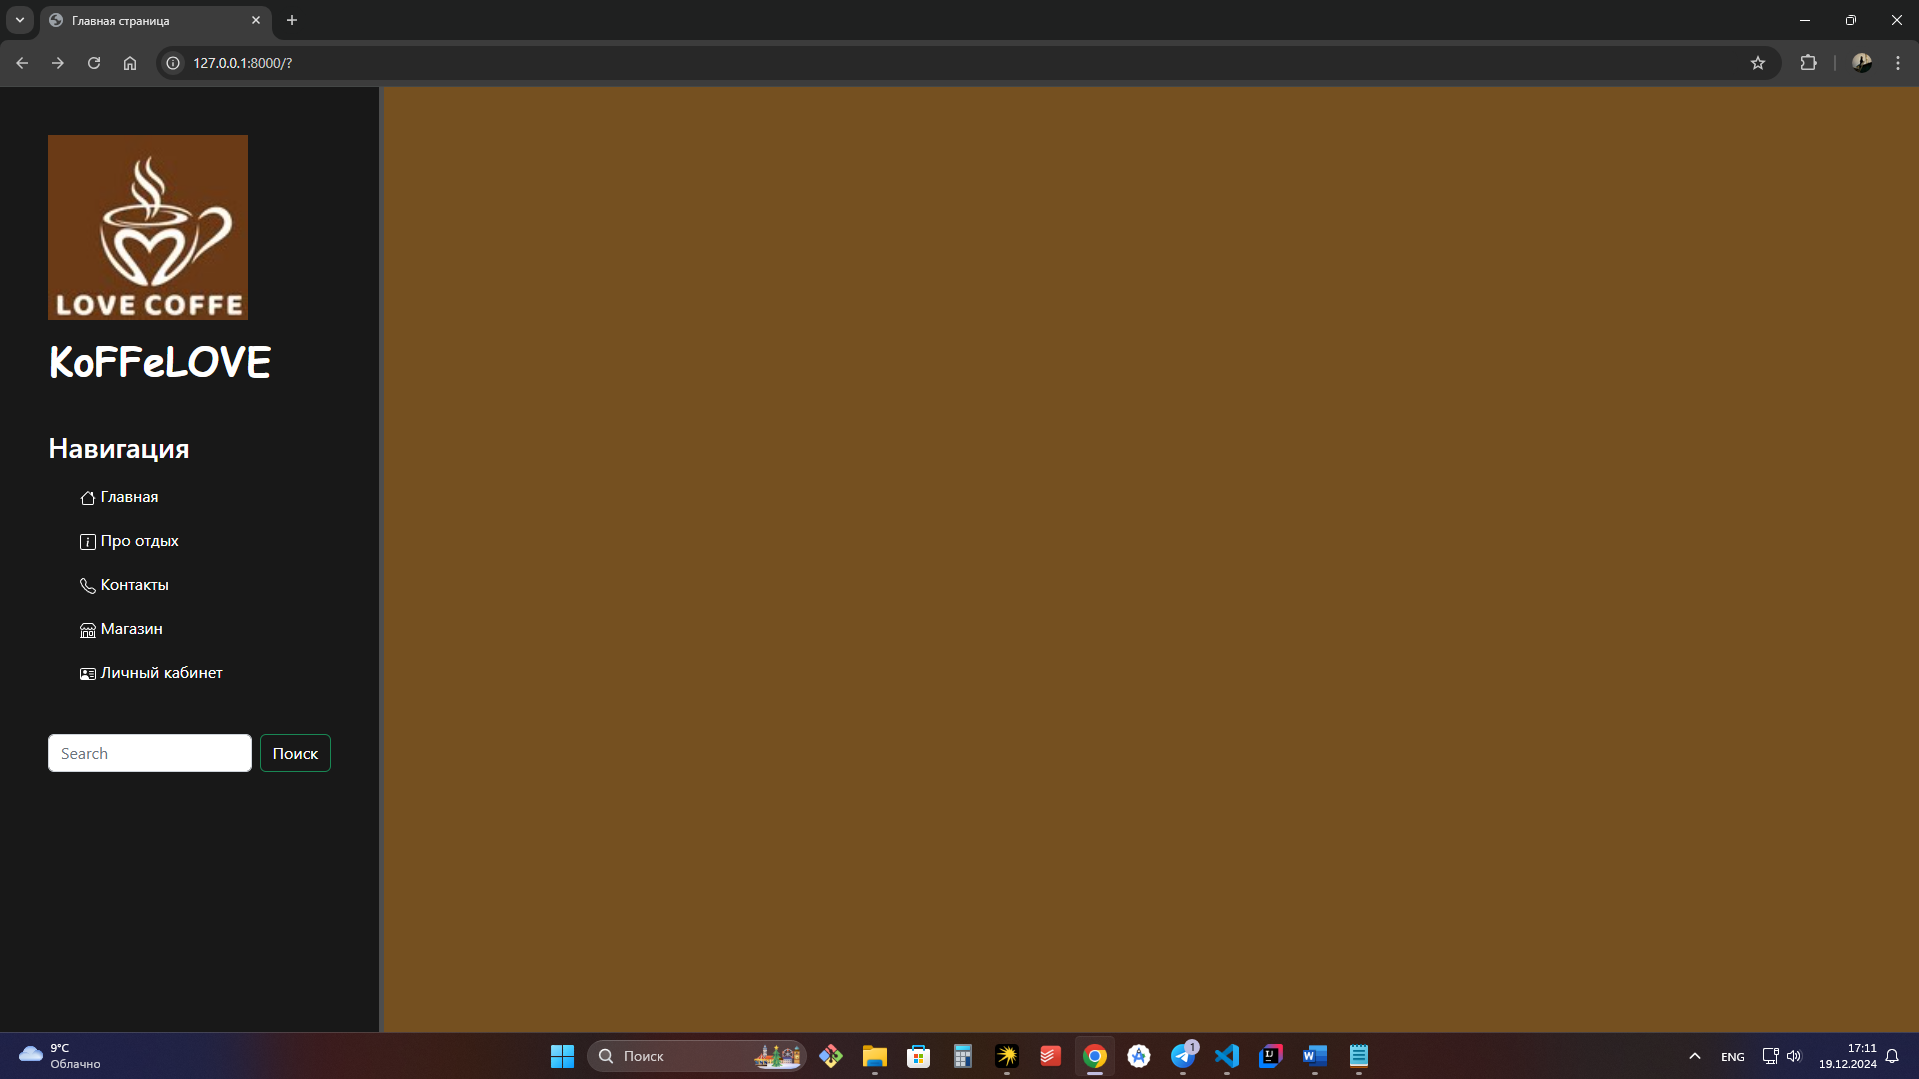 Главная страница
127.0.0.1:8000/?
LOVE COFFE
KoFFeLOVE
Навигация
Главная
Про отдых
Контакты
Магазин
Личный кабинет
Search
Поиск
9°C
Облачно
Поиск
1
ENG
17:11
19.12.2024